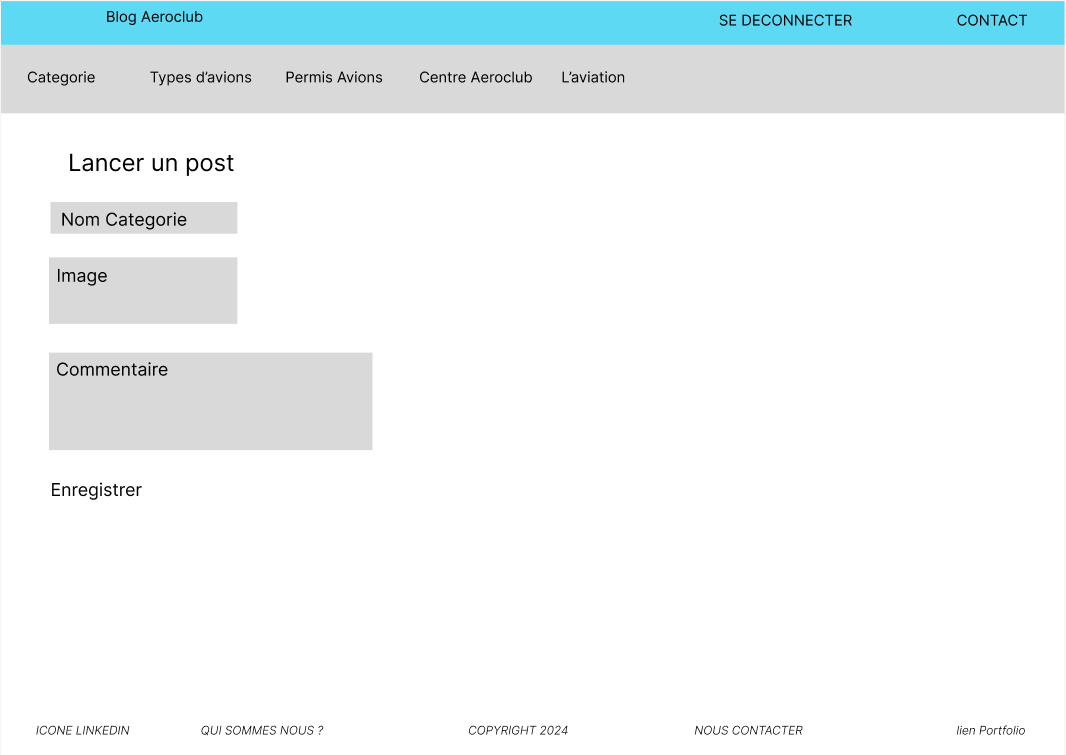 Blog Aeroclub
SE DECONNECTER
CONTACT
Categorie
Types d’avions
Permis Avions
Centre Aeroclub
L’aviation
Lancer un post
Nom Categorie
Image
Commentaire
Enregistrer
ICONE LINKEDIN
QUI SOMMES NOUS ?
COPYRIGHT 2024
NOUS CONTACTER
lien Portfolio